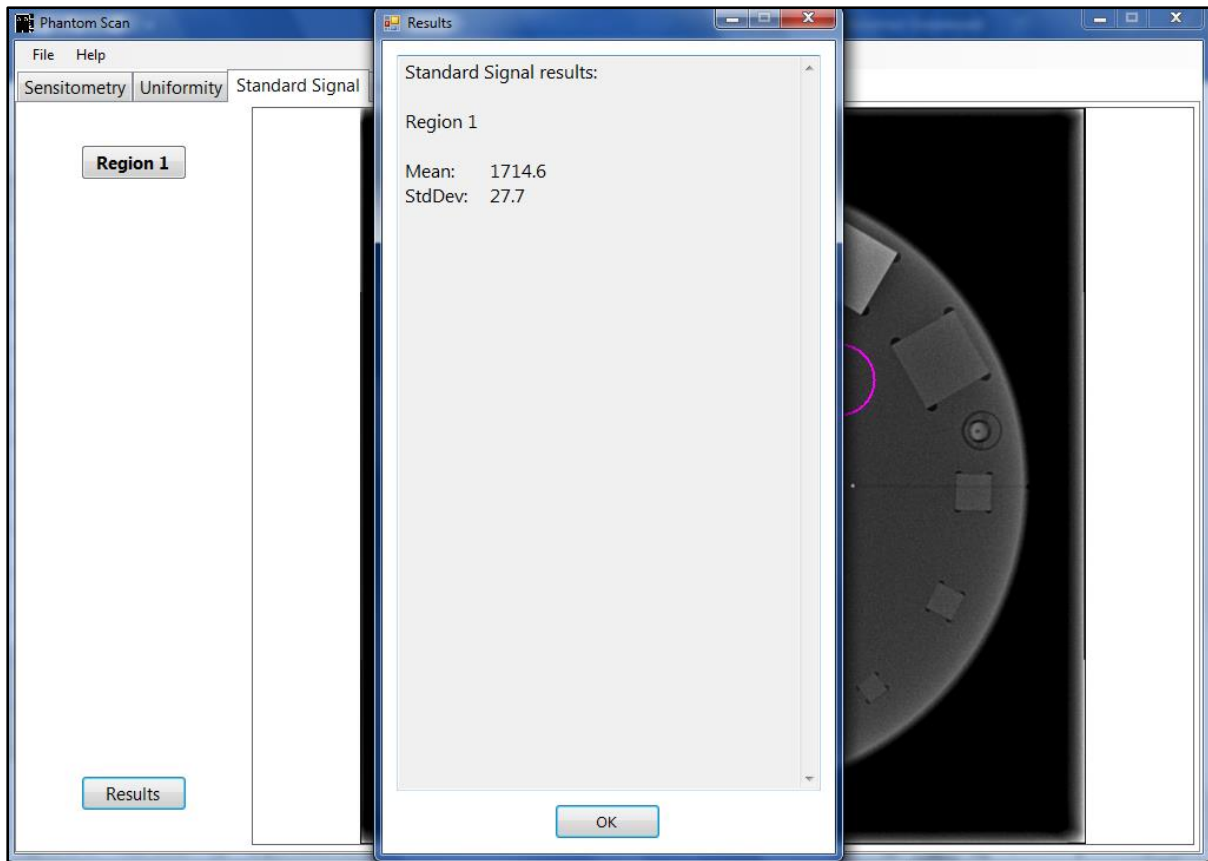 Phantom Scan
File Help
Sensitometry Uniformity Standard Signal
Region 1
Results
Results
Standard Signal results:
Region 1
Mean: 1714.6
StdDev: 27.7
OK